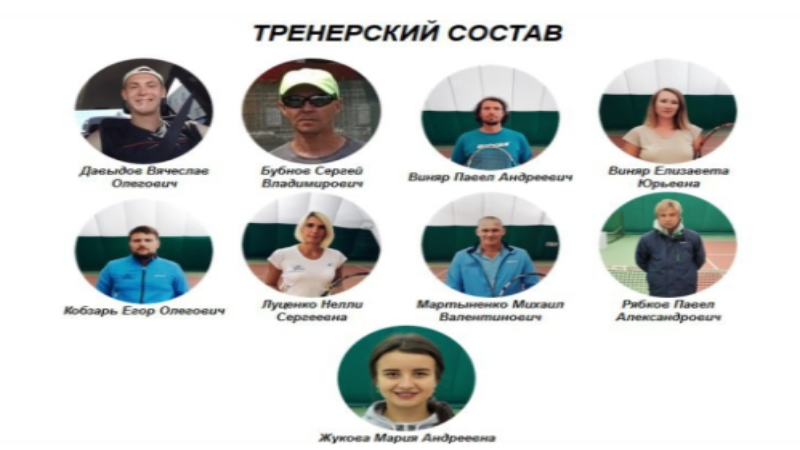 ТРЕНЕРСКИЙ СОСТАВ
Давыдов Вячеслав
Олегович
Бубнов Сергей
Владимирович
Виняр Павел Андреевич
Виняр Елизавета
Юрьевна
Кобзарь Егор Олегович
Луценко Нелли
Сергеевна
Мартыненко Михаил
Валентинович
Рябков Павел
Александрович
Жукова Мария Андреевна